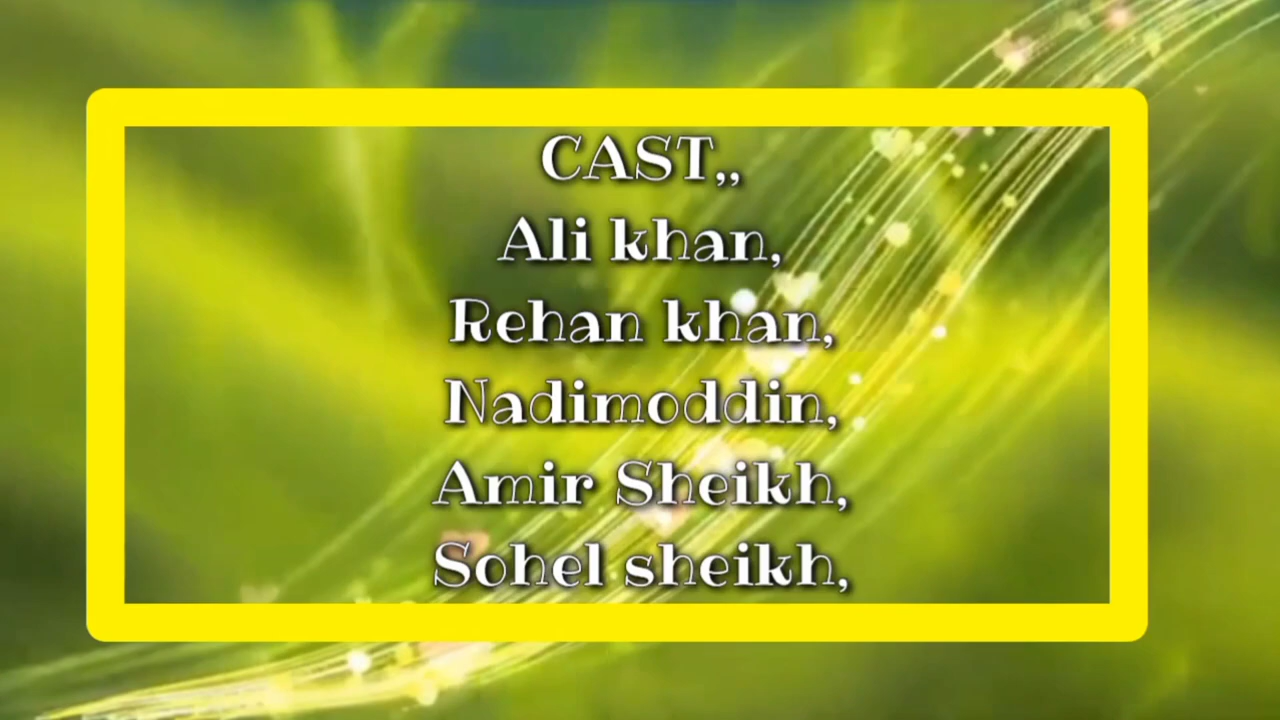 CAST,,
Ali khan,
Rehan khan,
Nadimoddin,
Amir Sheikh,
Sohel sheikh,